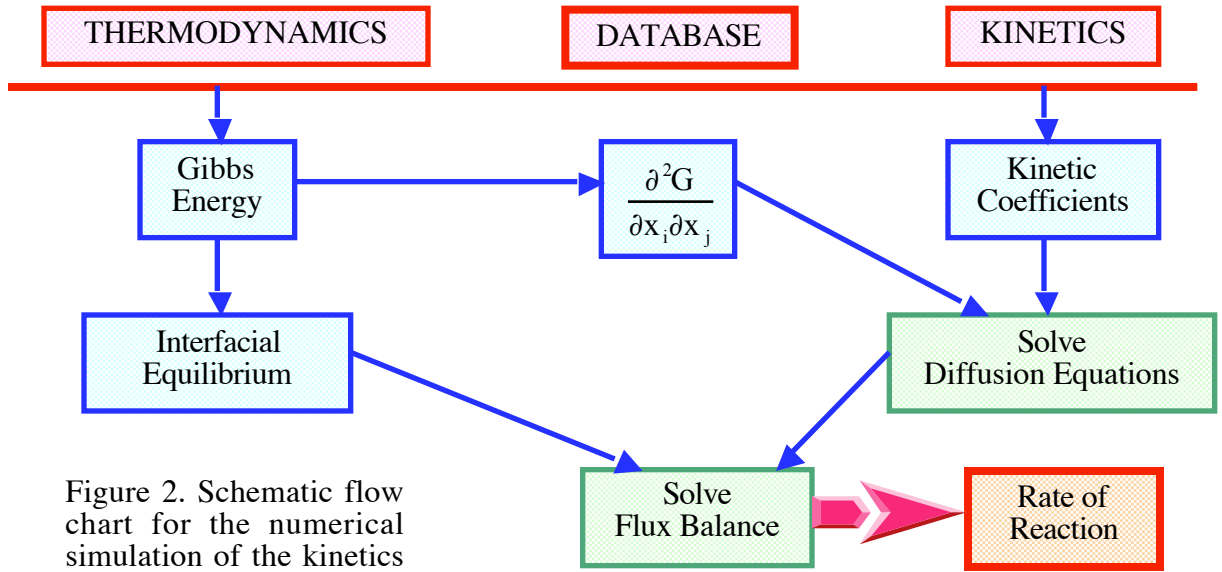 THERMODYNAMICS
DATABASE
KINETICS
Gibbs
Energy
∂²G
∂xᵢ∂xⱼ
Kinetic
Coefficients
Interfacial
Equilibrium
Solve
Diffusion Equations
Solve
Flux Balance
Rate of
Reaction
Figure 2. Schematic flow
chart for the numerical
simulation of the kinetics